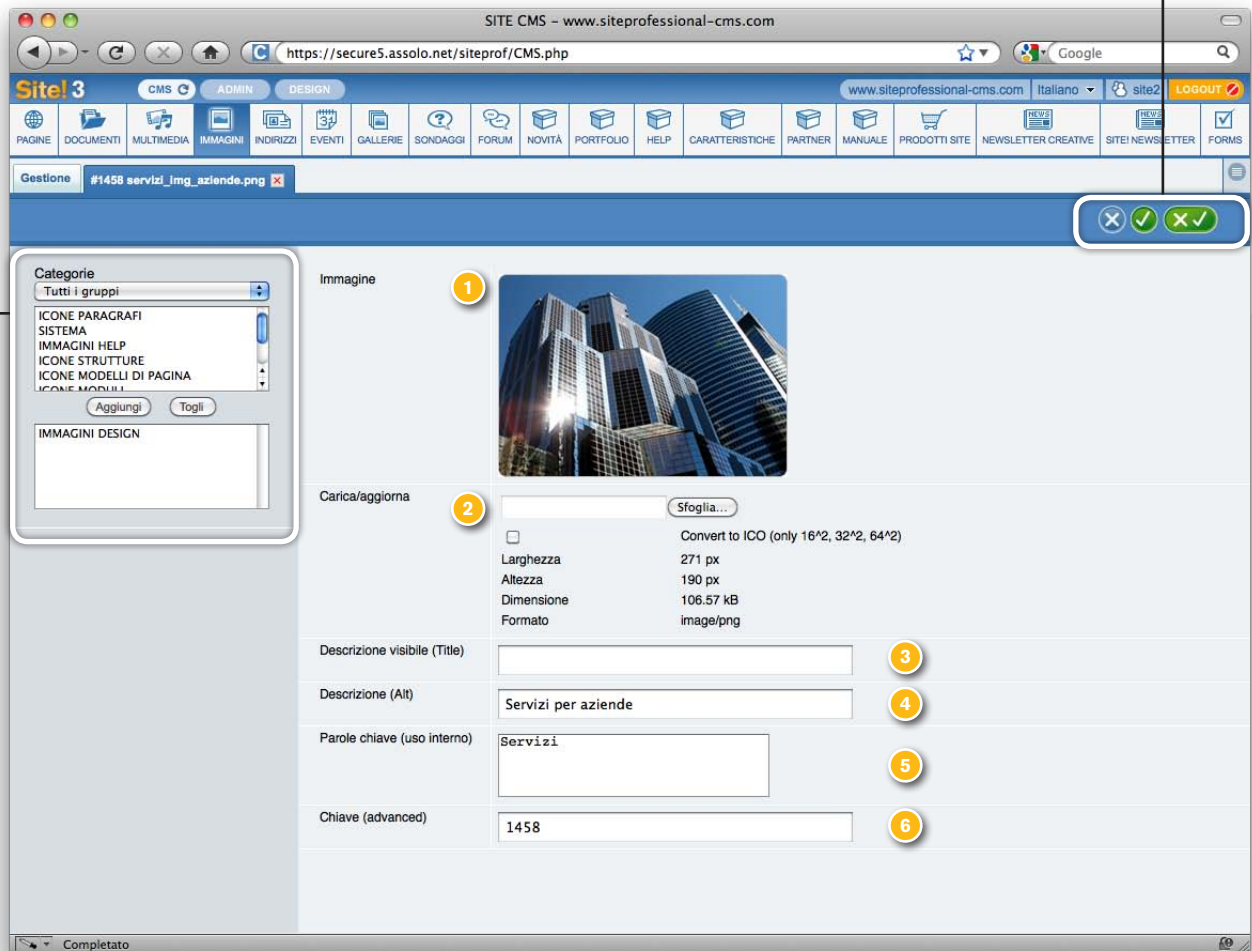 SITE CMS – www.siteprofessional-cms.com
https://secure5.assolo.net/siteprof/CMS.php
Google
Site! 3
CMS
ADMIN
DESIGN
www.siteprofessional-cms.com
Italiano
site2
LOGOUT
PAGINE
DOCUMENTI
MULTIMEDIA
IMMAGINI
INDIRIZZI
EVENTI
GALLERIE
SONDAGGI
FORUM
NOVITÀ
PORTFOLIO
HELP
CARATTERISTICHE
PARTNER
MANUALE
PRODOTTI SITE
NEWSLETTER CREATIVE
SITE! NEWSLETTER
FORMS
Gestione
#1458 servizi_img_aziende.png
Categorie
Tutti i gruppi
ICONE PARAGRAFI
SISTEMA
IMMAGINI HELP
ICONE STRUTTURE
ICONE MODELLI DI PAGINA
ICONE MODULI
Aggiungi
Togli
IMMAGINI DESIGN
Immagine
1
Carica/aggiorna
2
Sfoglia...
Convert to ICO (only 16^2, 32^2, 64^2)
Larghezza 271 px
Altezza 190 px
Dimensione 106.57 kB
Formato image/png
Descrizione visibile (Title)
3
Descrizione (Alt)
Servizi per aziende
4
Parole chiave (uso interno)
Servizi
5
Chiave (advanced)
1458
6
Completato